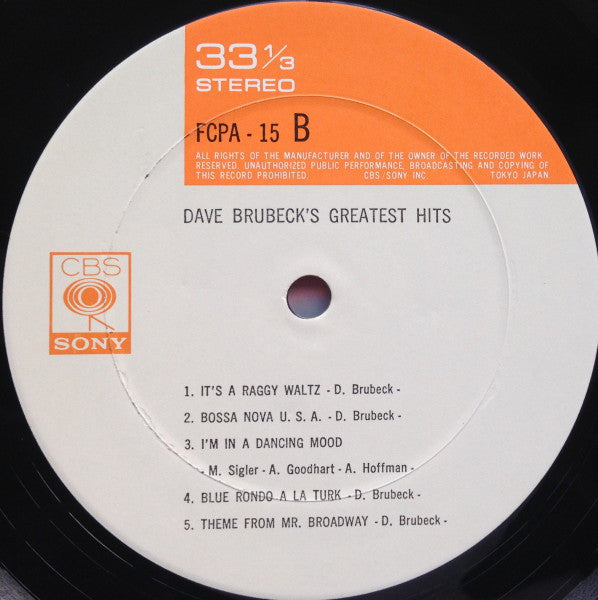 33 1/3
STEREO
FCPA - 15 B
ALL RIGHTS OF THE MANUFACTURER AND OF THE OWNER OF THE RECORDED WORK
RESERVED. UNAUTHORIZED PUBLIC PERFORMANCE, BROADCASTING AND COPYING OF
THIS RECORD PROHIBITED CBS/SONY INC. TOKYO JAPAN.
DAVE BRUBECK'S GREATEST HITS
CBS
SONY
1. IT'S A RAGGY WALTZ - D. Brubeck -
2. BOSSA NOVA U. S. A. - D. Brubeck -
3. I'M IN A DANCING MOOD
- M. Sigler - A. Goodhart - A. Hoffman -
4. BLUE RONDO A LA TURK - D. Brubeck -
5. THEME FROM MR. BROADWAY - D. Brubeck -